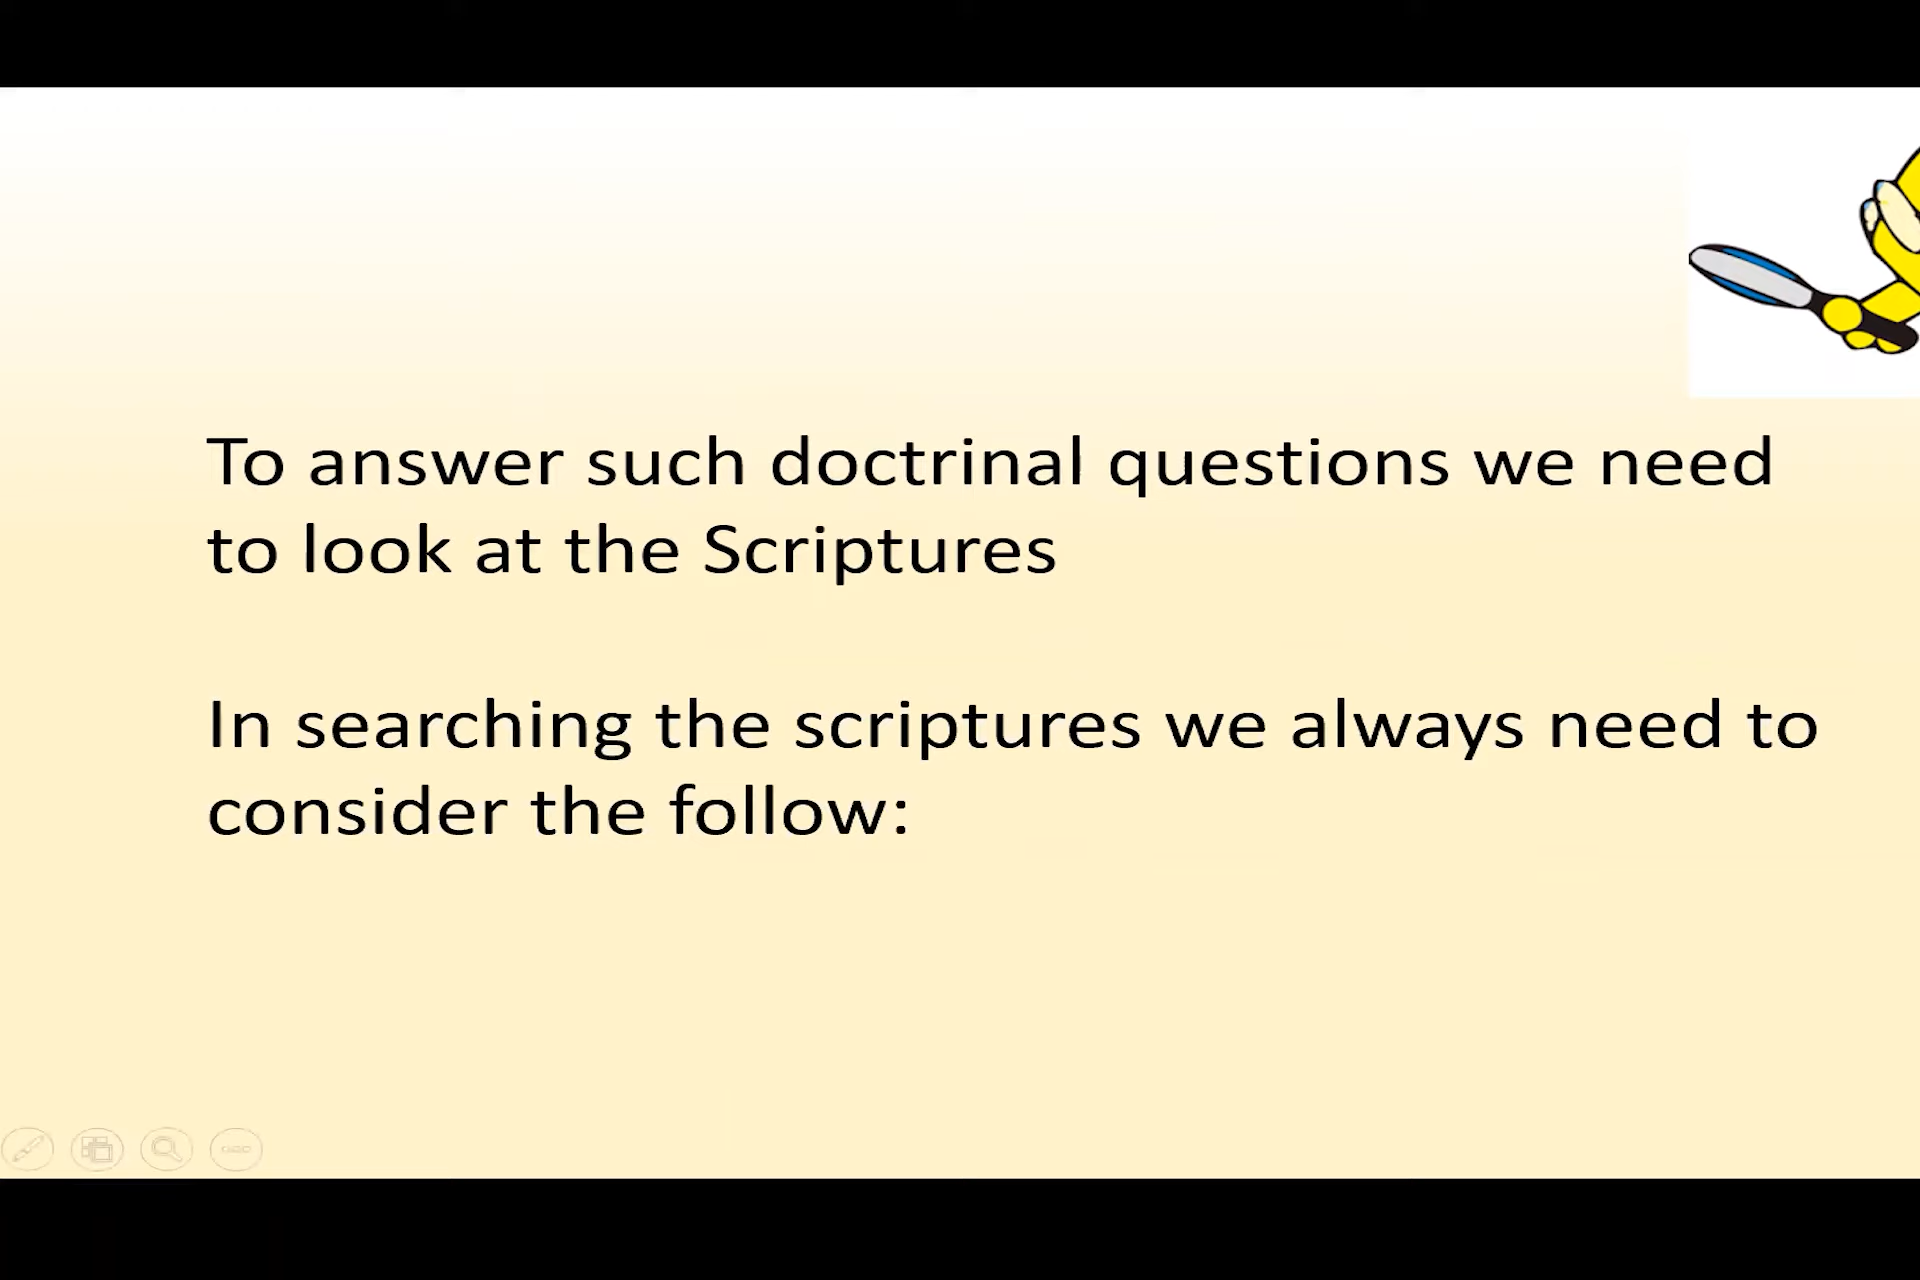 To answer such doctrinal questions we need
to look at the Scriptures
In searching the scriptures we always need to
consider the follow: